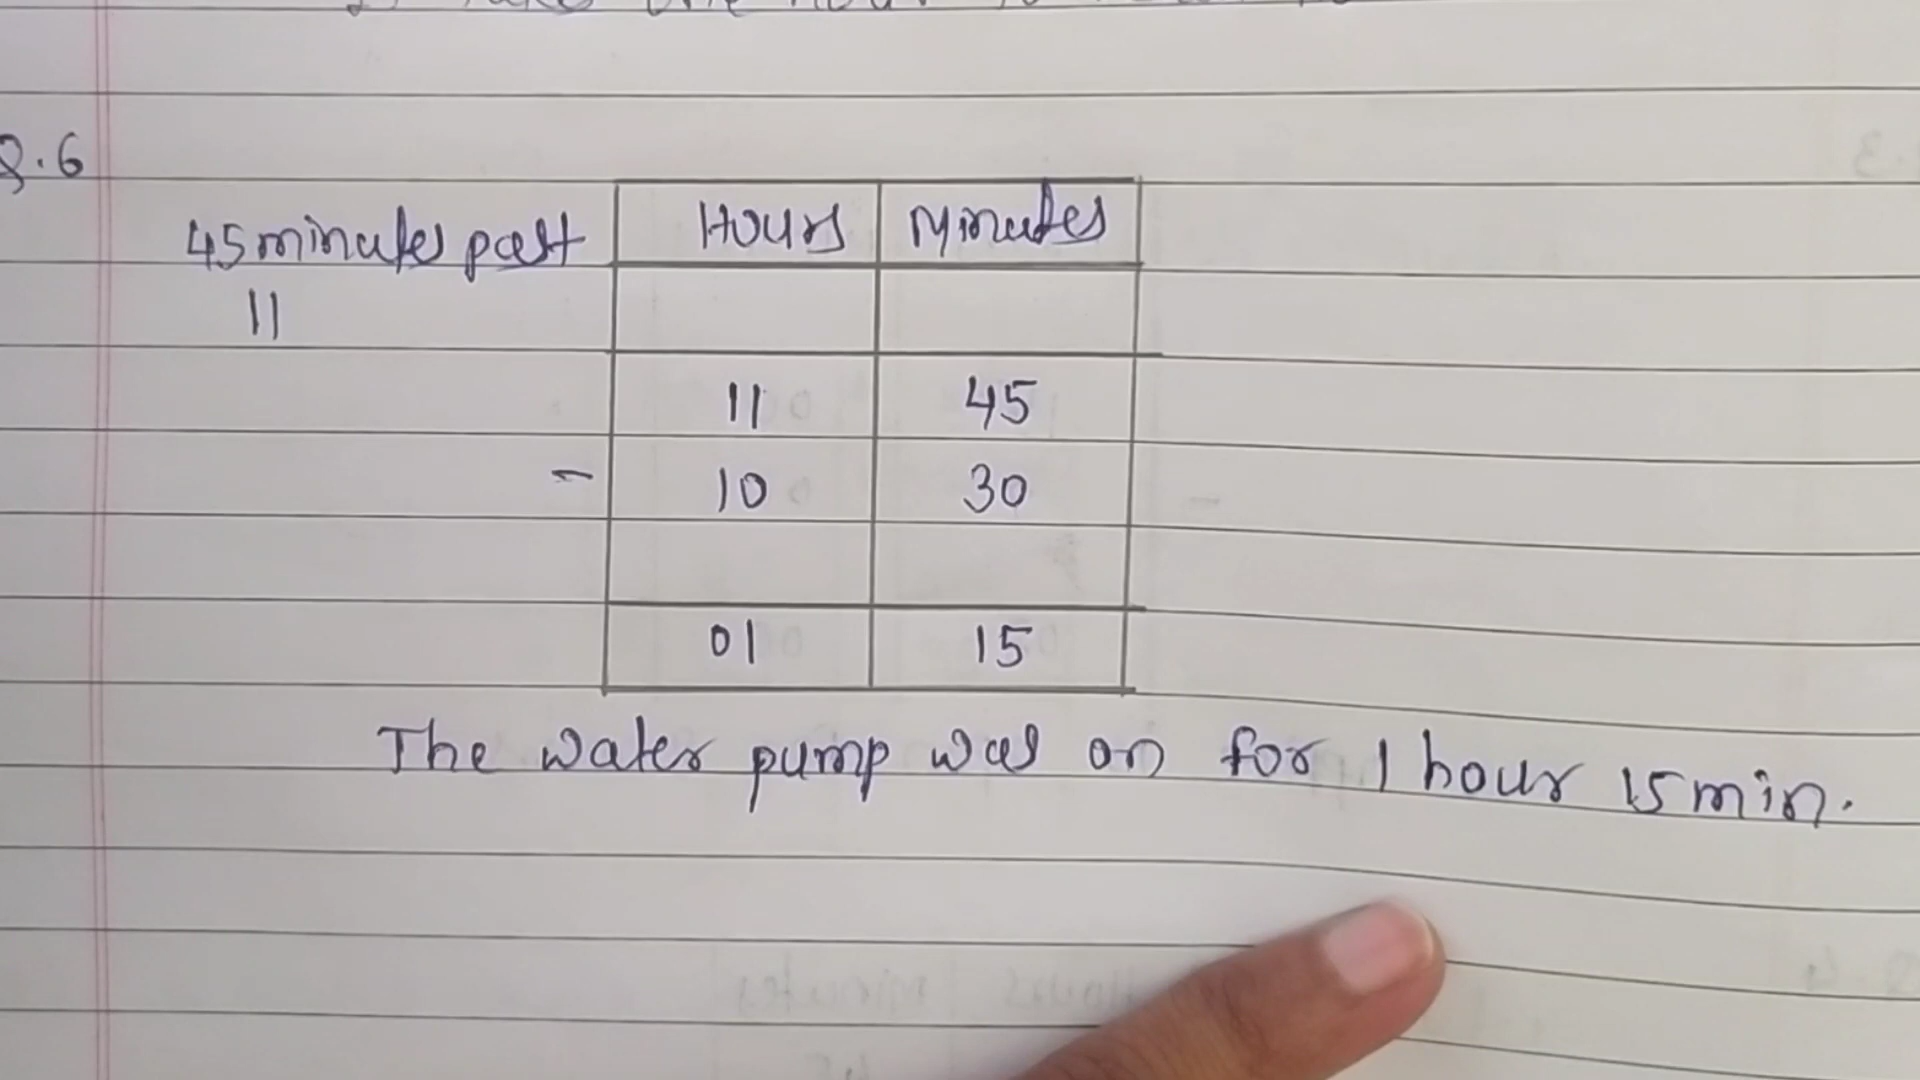 Q.6
45 minutes past
11
Hours Minutes
11 45
- 10 30
01 15
The water pump was on for 1 hour 15 min.